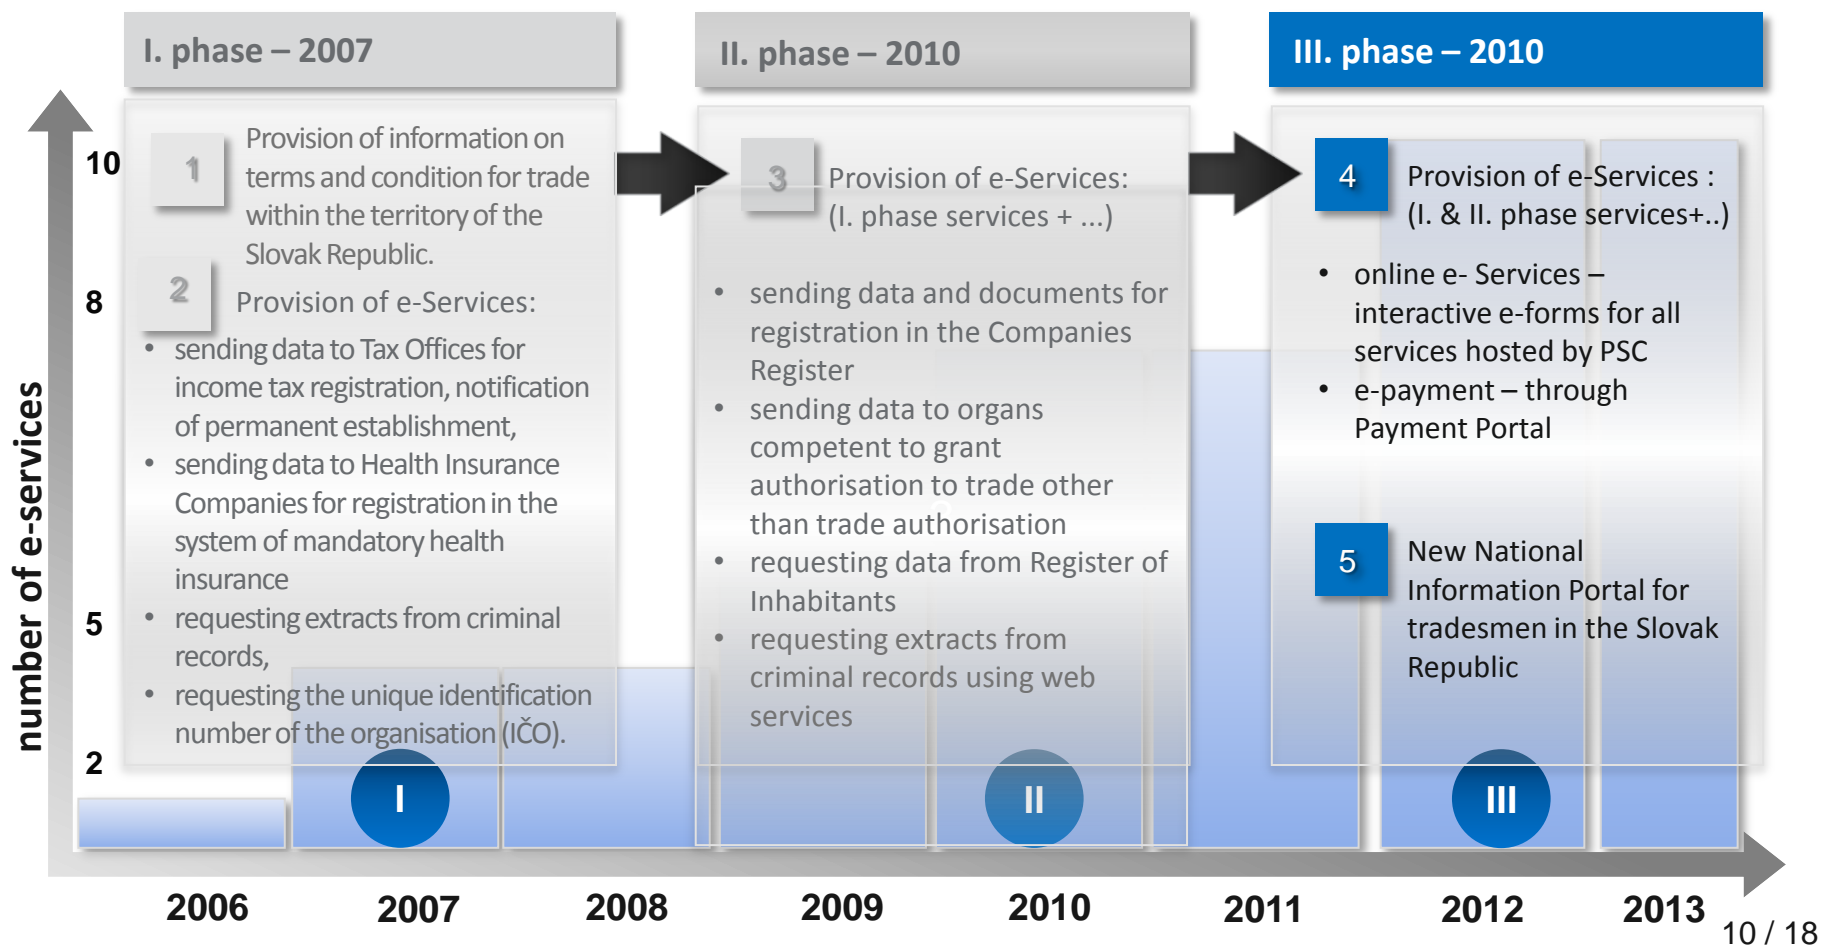 I. phase – 2007
1
Provision of information on
terms and condition for trade
within the territory of the
Slovak Republic.
2
Provision of e-Services:
• sending data to Tax Offices for
income tax registration, notification
of permanent establishment,
• sending data to Health Insurance
Companies for registration in the
system of mandatory health
insurance
• requesting extracts from criminal
records,
• requesting the unique identification
number of the organisation (IČO).
II. phase – 2010
3
Provision of e-Services:
(I. phase services + ...)
• sending data and documents for
registration in the Companies
Register
• sending data to organs
competent to grant
authorisation to trade other
than trade authorisation
• requesting data from Register of
Inhabitants
• requesting extracts from
criminal records using web
services
III. phase – 2010
4
Provision of e-Services :
(I. & II. phase services+..)
• online e- Services –
interactive e-forms for all
services hosted by PSC
• e-payment – through
Payment Portal
5
New National
Information Portal for
tradesmen in the Slovak
Republic
number of e-services
10
8
5
2
I
II
III
2006
2007
2008
2009
2010
2011
2012
2013
10 / 18